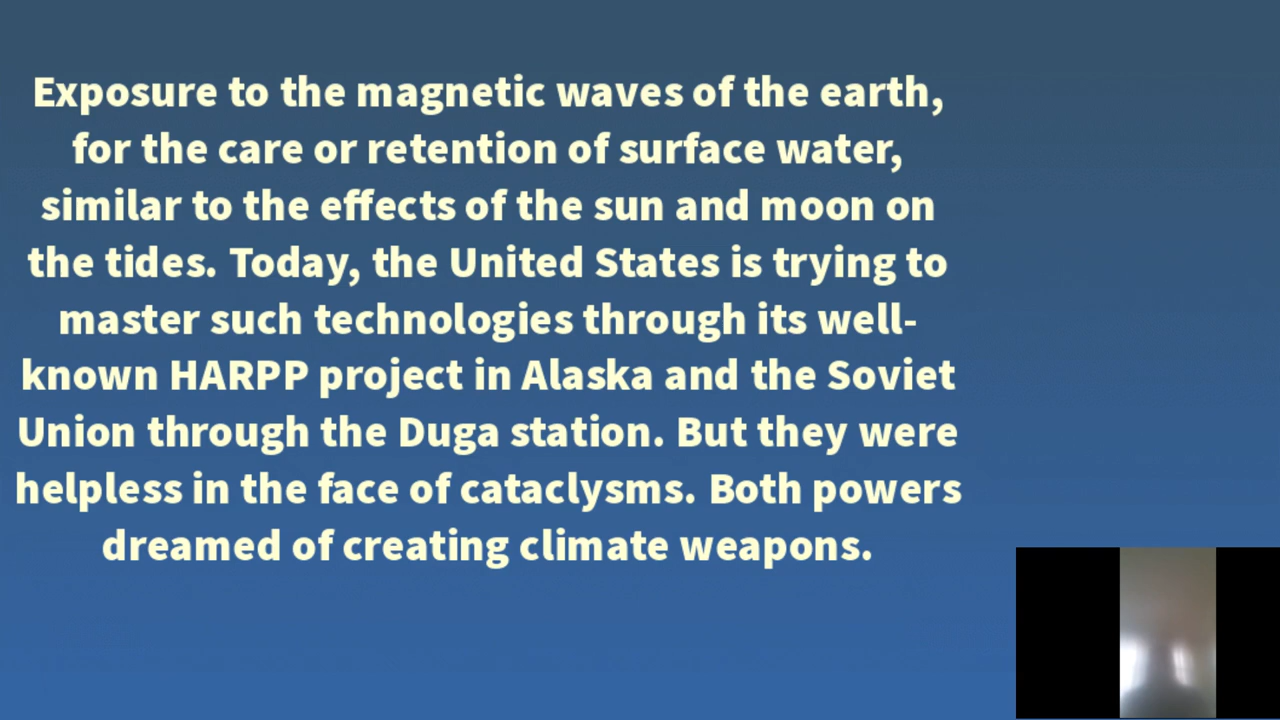 Exposure to the magnetic waves of the earth,
for the care or retention of surface water,
similar to the effects of the sun and moon on
the tides. Today, the United States is trying to
master such technologies through its well-
known HARPP project in Alaska and the Soviet
Union through the Duga station. But they were
helpless in the face of cataclysms. Both powers
dreamed of creating climate weapons.